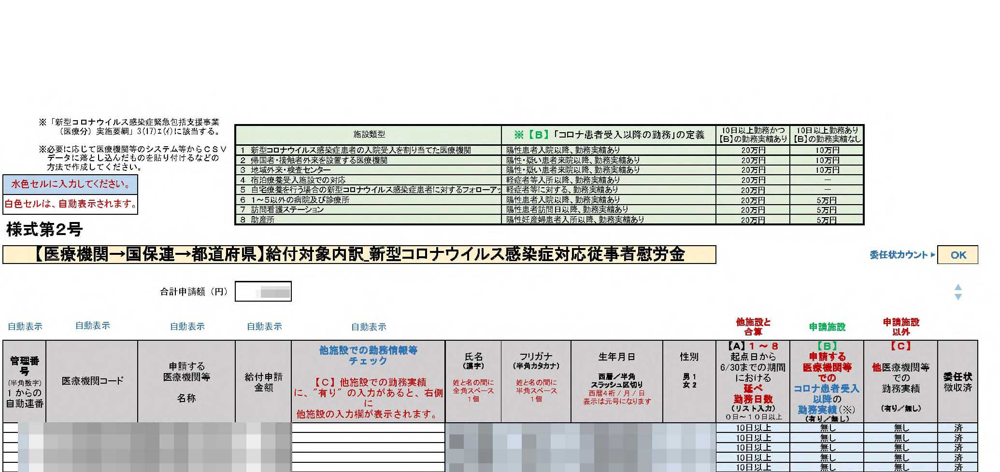 ※「新型コロナウイルス感染症緊急包括支援事業
（医療分）実施要綱」3(17)ｴ(ｲ)に該当する。
※必要に応じて医療機関等のシステム等からＣＳＶ
データに落とし込んだものを貼り付けるなどの
方法で作成してください。
水色セルに入力してください。
白色セルは、自動表示されます。
施設類型 ※【B】「コロナ患者受入以降の勤務」の定義 10日以上勤務かつ【B】の勤務実績あり 10日以上勤務あり【B】の勤務実績なし
1 新型コロナウイルス感染症患者の入院受入を割り当てた医療機関 陽性患者入院以降、勤務実績あり 20万円 10万円
2 帰国者・接触者外来を設置する医療機関 陽性・疑い患者来院以降、勤務実績あり 20万円 10万円
3 地域外来・検査センター 陽性・疑い患者来院以降、勤務実績あり 20万円 10万円
4 宿泊療養受入施設での対応 軽症者等入所以降、勤務実績あり 20万円 －
5 自宅療養を行う場合の新型コロナウイルス感染症患者に対するフォローアッ 軽症者等に対する、勤務実績あり 20万円 －
6 1～5以外の病院及び診療所 陽性患者入院以降、勤務実績あり 20万円 5万円
7 訪問看護ステーション 陽性患者訪問日以降、勤務実績あり 20万円 5万円
8 助産所 陽性妊産婦患者入所以降、勤務実績あり 20万円 5万円
様式第2号
【医療機関→国保連→都道府県】給付対象内訳_新型コロナウイルス感染症対応従事者慰労金
委任状カウント▶ OK
合計申請額（円）
自動表示 自動表示 自動表示 自動表示 自動表示
他施設と
合算
申請施設
申請施設
以外
管理番
号
（半角数字）
1 からの
自動連番
医療機関コード
申請する
医療機関等
名称
給付申請
金額
他施設での勤務情報等
チェック
【C】他施設での勤務実績
に、"有り" の入力があると、右側
に
他施設の入力欄が表示されます。
氏名
（漢字）
姓と名の間に
全角スペース
1個
フリガナ
（半角カタカナ）
姓と名の間に
半角スペース
1個
生年月日
西暦／半角
スラッシュ区切り
西暦4桁 / 月 / 日
表示は元号になります
性別
男 1
女 2
【A】1 ～ 8
起点日から
6/30までの期間
における
延べ
勤務日数
（リスト入力）
０日～１０日以上
【B】
申請する
医療機関等
での
コロナ患者受入
以降の
勤務実績（※）
（有り／無し）
【C】
他医療機関等
での
勤務実績
（有り／無し）
委任状
徴収済
10日以上 無し 無し 済
10日以上 無し 無し 済
10日以上 無し 無し 済
10日以上 無し 無し 済
10日以上 無し 無し 済